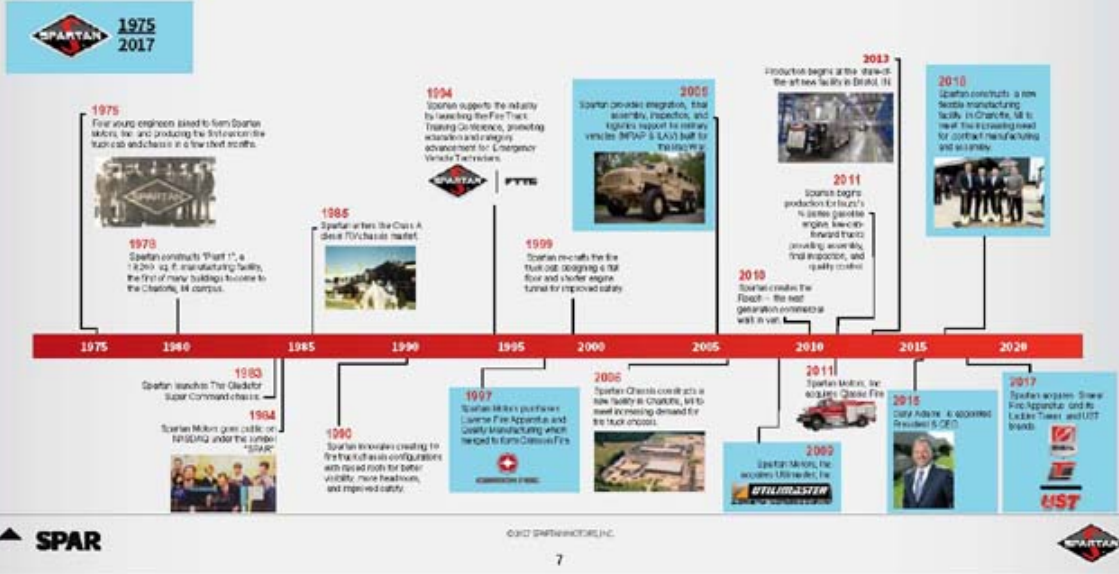 SPARTAN
1975
2017
1975
Four young engineers joined to form Spartan
Motors, Inc. and producing the first custom fire
truck cab and chassis in a few short months.
SPARTAN
1978
Spartan constructs "Plant 1", a
sq. ft. manufacturing facility,
the first of many buildings to come to
the Charlotte, MI campus.
1985
Spartan enters the Class A
diesel RV chassis market.
1994
Spartan supports the industry
by launching the Fire Truck
Training Conference, promoting
education and category
advancement for Emergency
Vehicle Technicians.
SPARTAN | FTTC
1999
Spartan re-crafts the fire
truck cab designing a flat
floor and shorter engine
tunnel for improved safety.
2005
Spartan provides integration, final
assembly, inspection, and
logistics support to military
vehicles (MRAP & ILAV) built for
the Iraq War.
2010
Spartan creates the
Reach – the next
generation commercial
walk in van.
2011
Spartan begins
production for Isuzu's
N-Series gasoline
engine, low-cab-
forward trucks
providing assembly,
final inspection, and
quality control.
2013
Production begins at the state-of-
the-art new facility in Bristol, IN.
2016
Spartan constructs a new
flexible manufacturing
facility in Charlotte, MI to
meet the increasing need
for contract manufacturing
and assembly.
1975 1980 1985 1990 1995 2000 2005 2010 2015 2020
1983
Spartan launches The Gladiator
Super Command chassis.
1984
Spartan Motors goes public on
NASDAQ under the symbol
"SPAR"
1990
Spartan innovates creating
fire truck chassis configurations
with raised roofs for better
visibility, more headroom,
and improved safety.
1997
Spartan Motors purchases
Luverne Fire Apparatus and
Quality Manufacturing which
merged to form Crimson Fire.
CRIMSON FIRE
2006
Spartan Chassis constructs a
new facility in Charlotte, MI to
meet increasing demand for
fire truck chassis.
2009
Spartan Motors, Inc.
acquires Utilimaster, Inc.
UTILIMASTER
2011
Spartan Motors, Inc.
acquires Classic Fire
2015
Daryl Adams is appointed
President & CEO
2017
Spartan acquires Smeal
Fire Apparatus and its
Ladder Tower and UST
brands.
UST
SPAR
©2017 SPARTAN MOTORS, INC.
7
SPARTAN